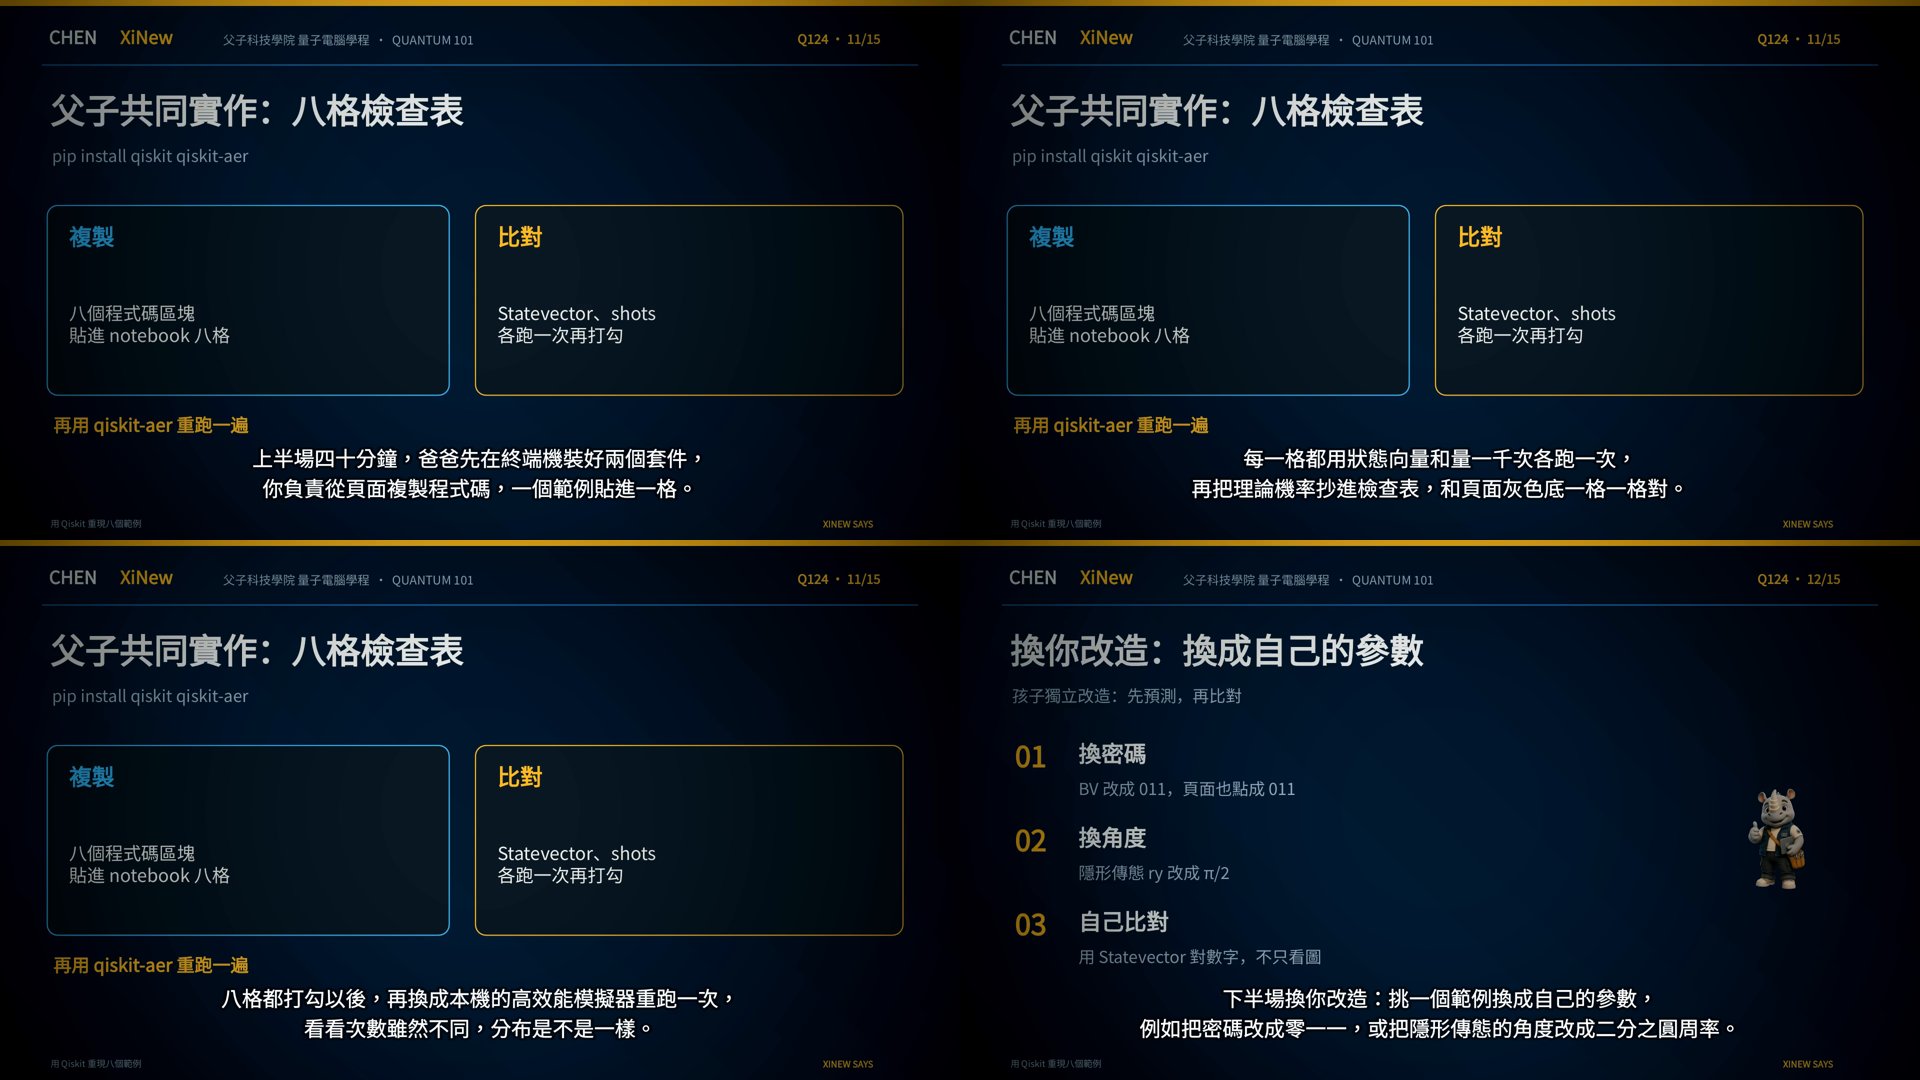 CHEN XiNew 父子科技學院 量子電腦學程 · QUANTUM 101 Q124 · 11/15
父子共同實作：八格檢查表
pip install qiskit qiskit-aer
複製
八個程式碼區塊
貼進 notebook 八格
比對
Statevector、shots
各跑一次再打勾
再用 qiskit-aer 重跑一遍
上半場四十分鐘，爸爸先在終端機裝好兩個套件，
你負責從頁面複製程式碼，一個範例貼進一格。
用 Qiskit 重現八個範例 XINEW SAYS
CHEN XiNew 父子科技學院 量子電腦學程 · QUANTUM 101 Q124 · 11/15
父子共同實作：八格檢查表
pip install qiskit qiskit-aer
複製
八個程式碼區塊
貼進 notebook 八格
比對
Statevector、shots
各跑一次再打勾
再用 qiskit-aer 重跑一遍
每一格都用狀態向量和量一千次各跑一次，
再把理論機率抄進檢查表，和頁面灰色底一格一格對。
用 Qiskit 重現八個範例 XINEW SAYS
CHEN XiNew 父子科技學院 量子電腦學程 · QUANTUM 101 Q124 · 11/15
父子共同實作：八格檢查表
pip install qiskit qiskit-aer
複製
八個程式碼區塊
貼進 notebook 八格
比對
Statevector、shots
各跑一次再打勾
再用 qiskit-aer 重跑一遍
八格都打勾以後，再換成本機的高效能模擬器重跑一次，
看看次數雖然不同，分布是不是一樣。
用 Qiskit 重現八個範例 XINEW SAYS
CHEN XiNew 父子科技學院 量子電腦學程 · QUANTUM 101 Q124 · 12/15
換你改造：換成自己的參數
孩子獨立改造：先預測，再比對
01 換密碼
BV 改成 011，頁面也點成 011
02 換角度
隱形傳態 ry 改成 π/2
03 自己比對
用 Statevector 對數字，不只看圖
下半場換你改造：挑一個範例換成自己的參數，
例如把密碼改成零一一，或把隱形傳態的角度改成二分之圓周率。
用 Qiskit 重現八個範例 XINEW SAYS